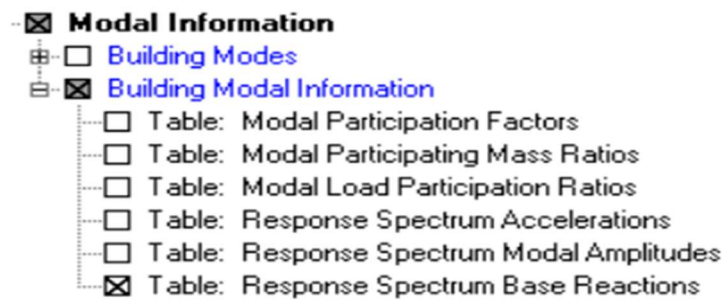 Modal Information
Building Modes
Building Modal Information
Table: Modal Participation Factors
Table: Modal Participating Mass Ratios
Table: Modal Load Participation Ratios
Table: Response Spectrum Accelerations
Table: Response Spectrum Modal Amplitudes
Table: Response Spectrum Base Reactions